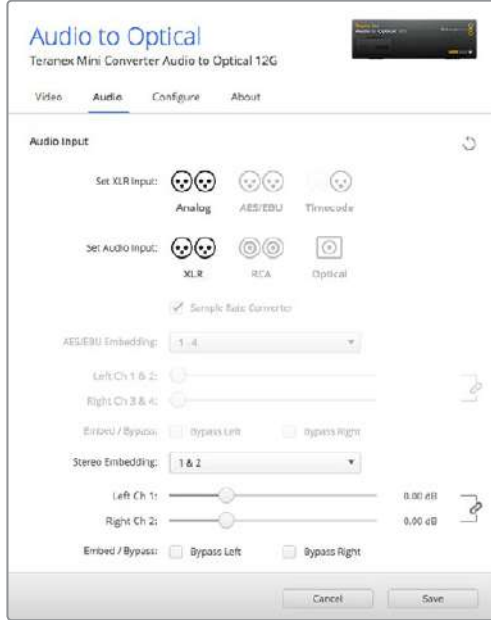 Audio to Optical
Teranex Mini Converter Audio to Optical 12G
Video Audio Configure About
Audio Input
Set XLR Input:
Analog AES/EBU Timecode
Set Audio Input:
XLR RCA Optical
Sample Rate Converter
AES/EBU Embedding: 1 - 4
Left Ch 1 & 2:
Right Ch 3 & 4:
Embed / Bypass: Bypass Left Bypass Right
Stereo Embedding: 1 & 2
Left Ch 1: 0.00 dB
Right Ch 2: 0.00 dB
Embed / Bypass: Bypass Left Bypass Right
Cancel Save